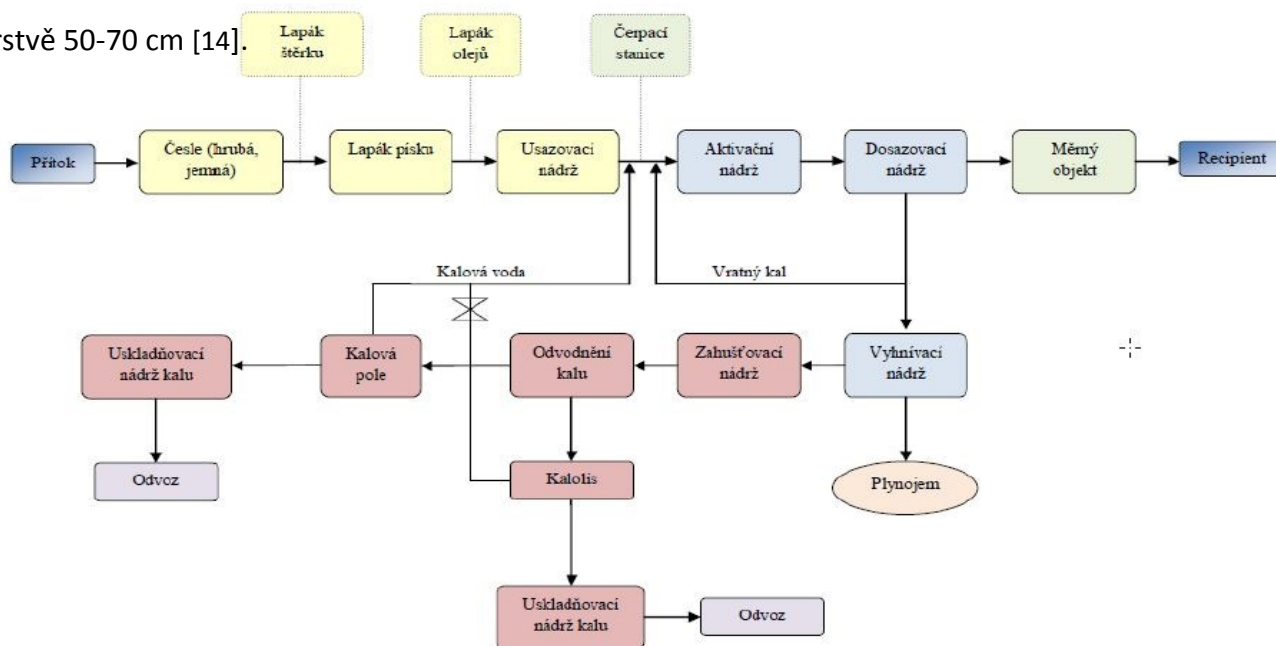 rstvě 50-70 cm [14].
Lapák
štěrku
Lapák
olejů
Čerpací
stanice
Přítok
Česle (hrubá,
jemná)
Lapák písku
Usazovací
nádrž
Aktivační
nádrž
Dosazovací
nádrž
Měrný
objekt
Recipient
Kalová voda
Vratný kal
Uskladňovací
nádrž kalu
Kalová
pole
Odvodnění
kalu
Zahušťovací
nádrž
Vyhnívací
nádrž
Odvoz
Kalolis
Plynojem
Uskladňovací
nádrž kalu
Odvoz